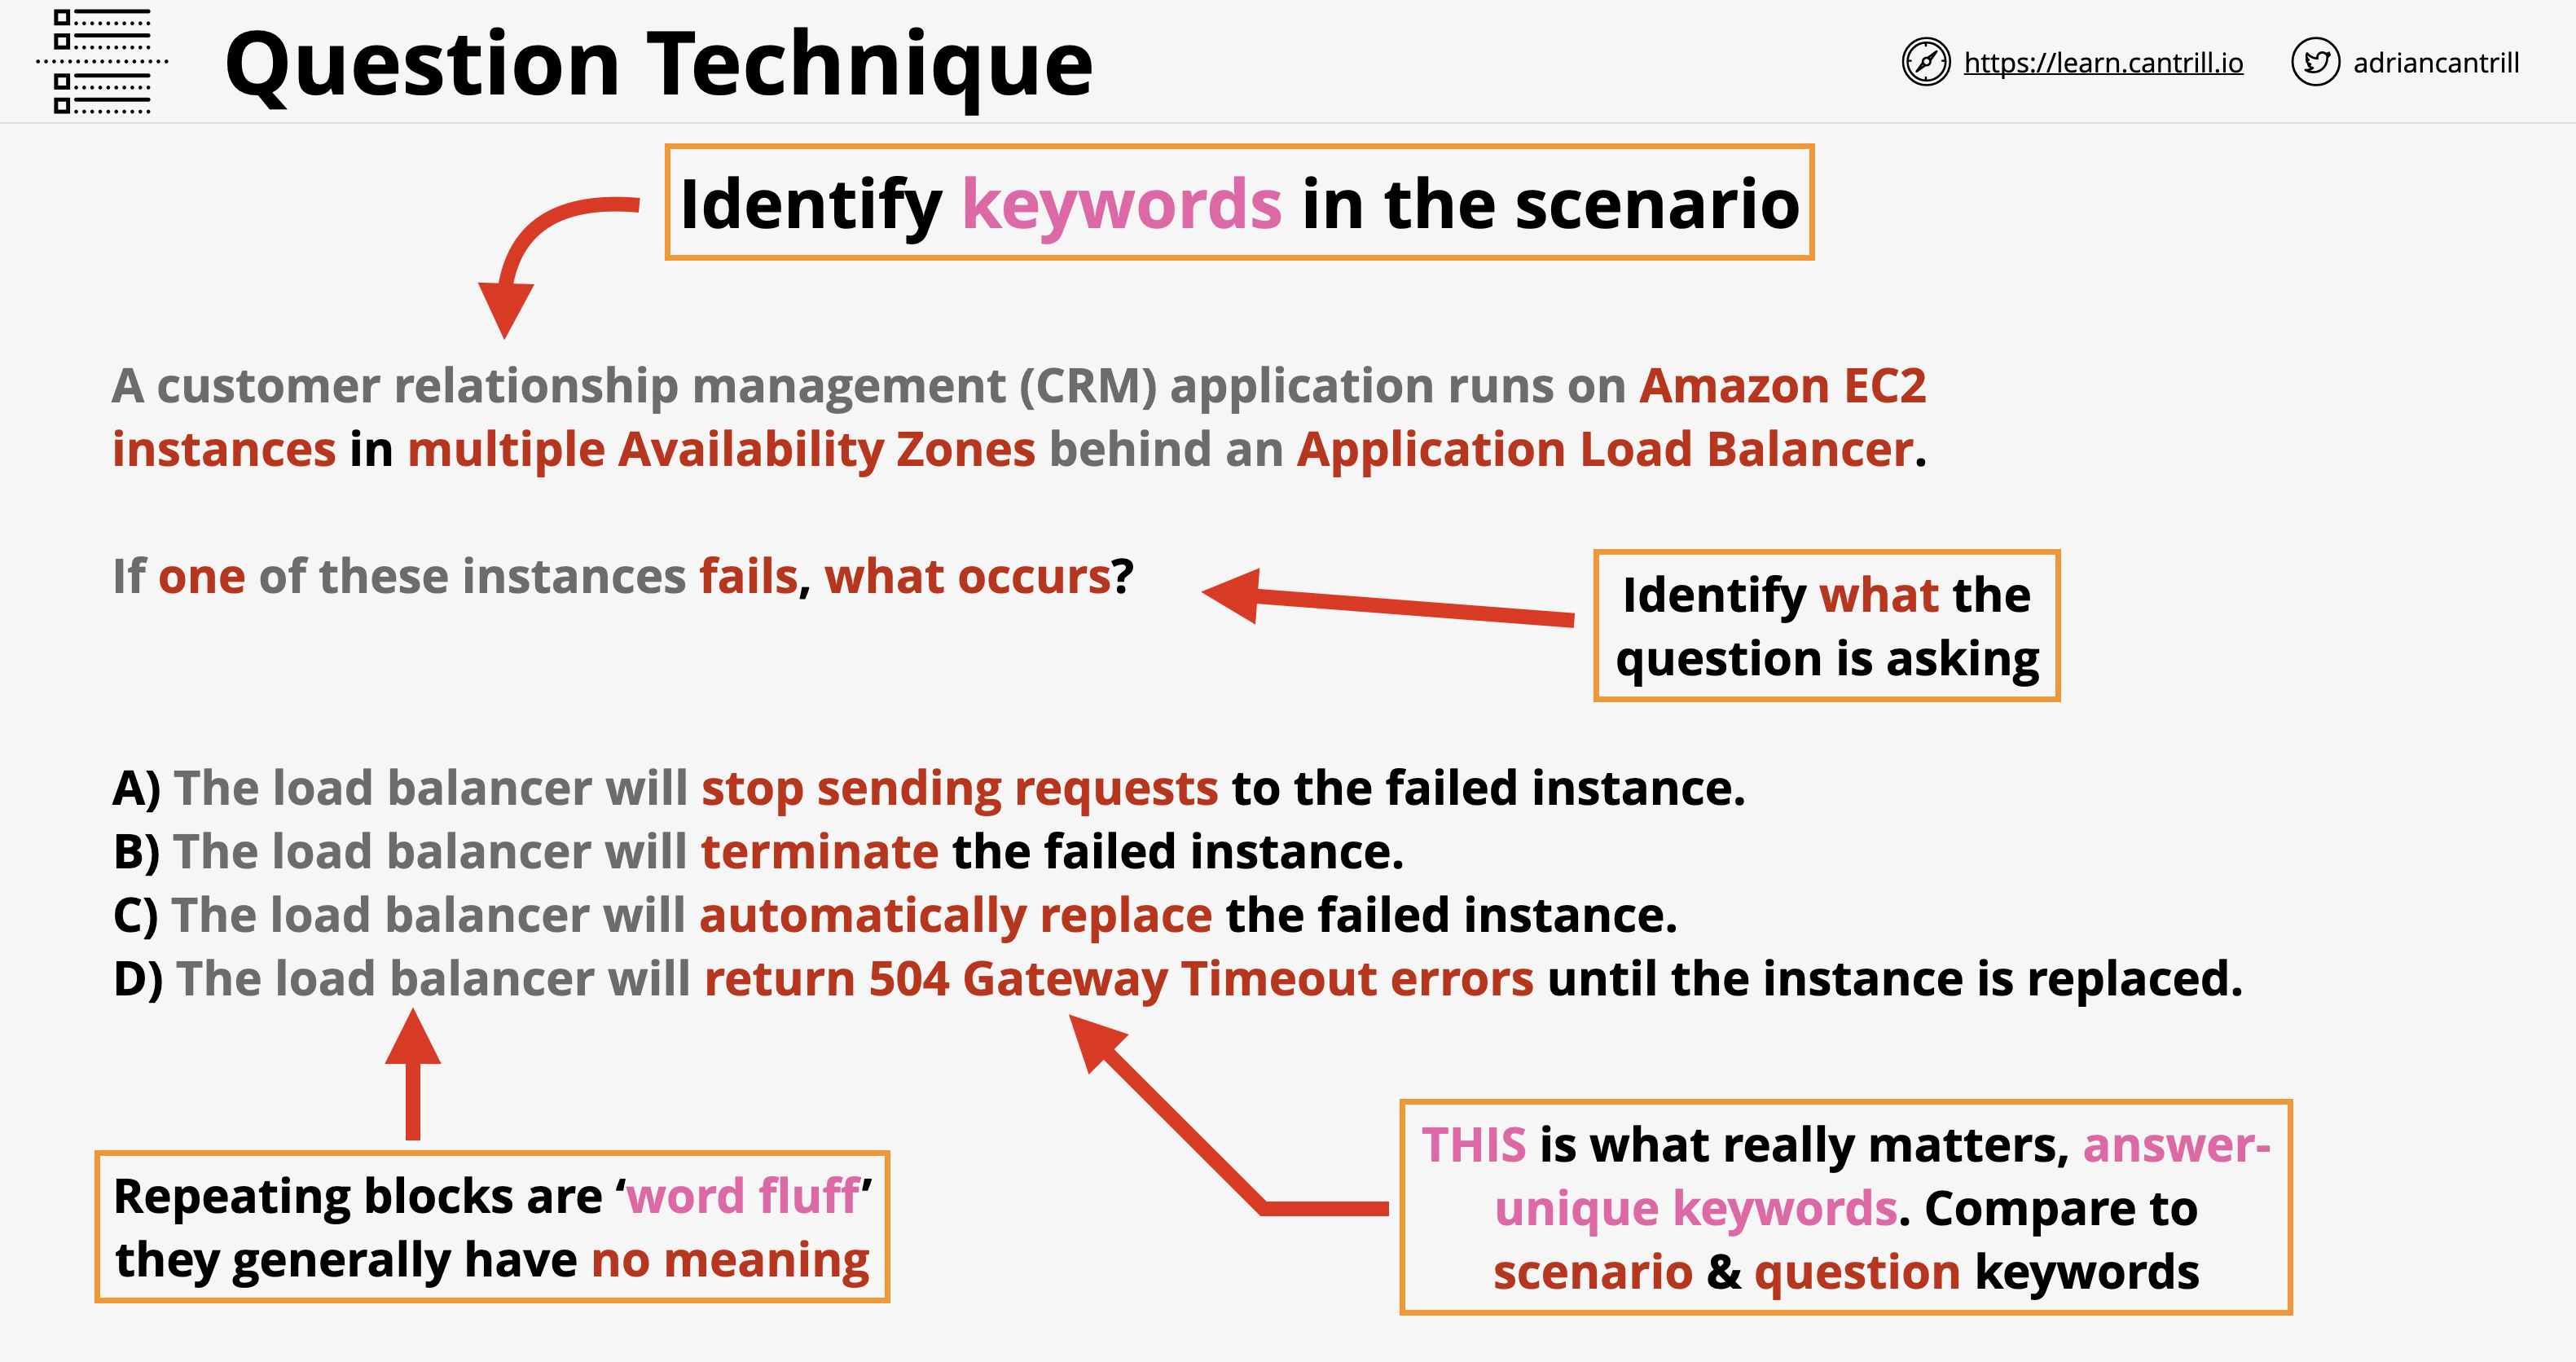 Question Technique
https://learn.cantrill.io
adriancantrill
Identify keywords in the scenario
A customer relationship management (CRM) application runs on Amazon EC2
instances in multiple Availability Zones behind an Application Load Balancer.
If one of these instances fails, what occurs?
Identify what the
question is asking
A) The load balancer will stop sending requests to the failed instance.
B) The load balancer will terminate the failed instance.
C) The load balancer will automatically replace the failed instance.
D) The load balancer will return 504 Gateway Timeout errors until the instance is replaced.
Repeating blocks are ‘word fluff’
they generally have no meaning
THIS is what really matters, answer-
unique keywords. Compare to
scenario & question keywords